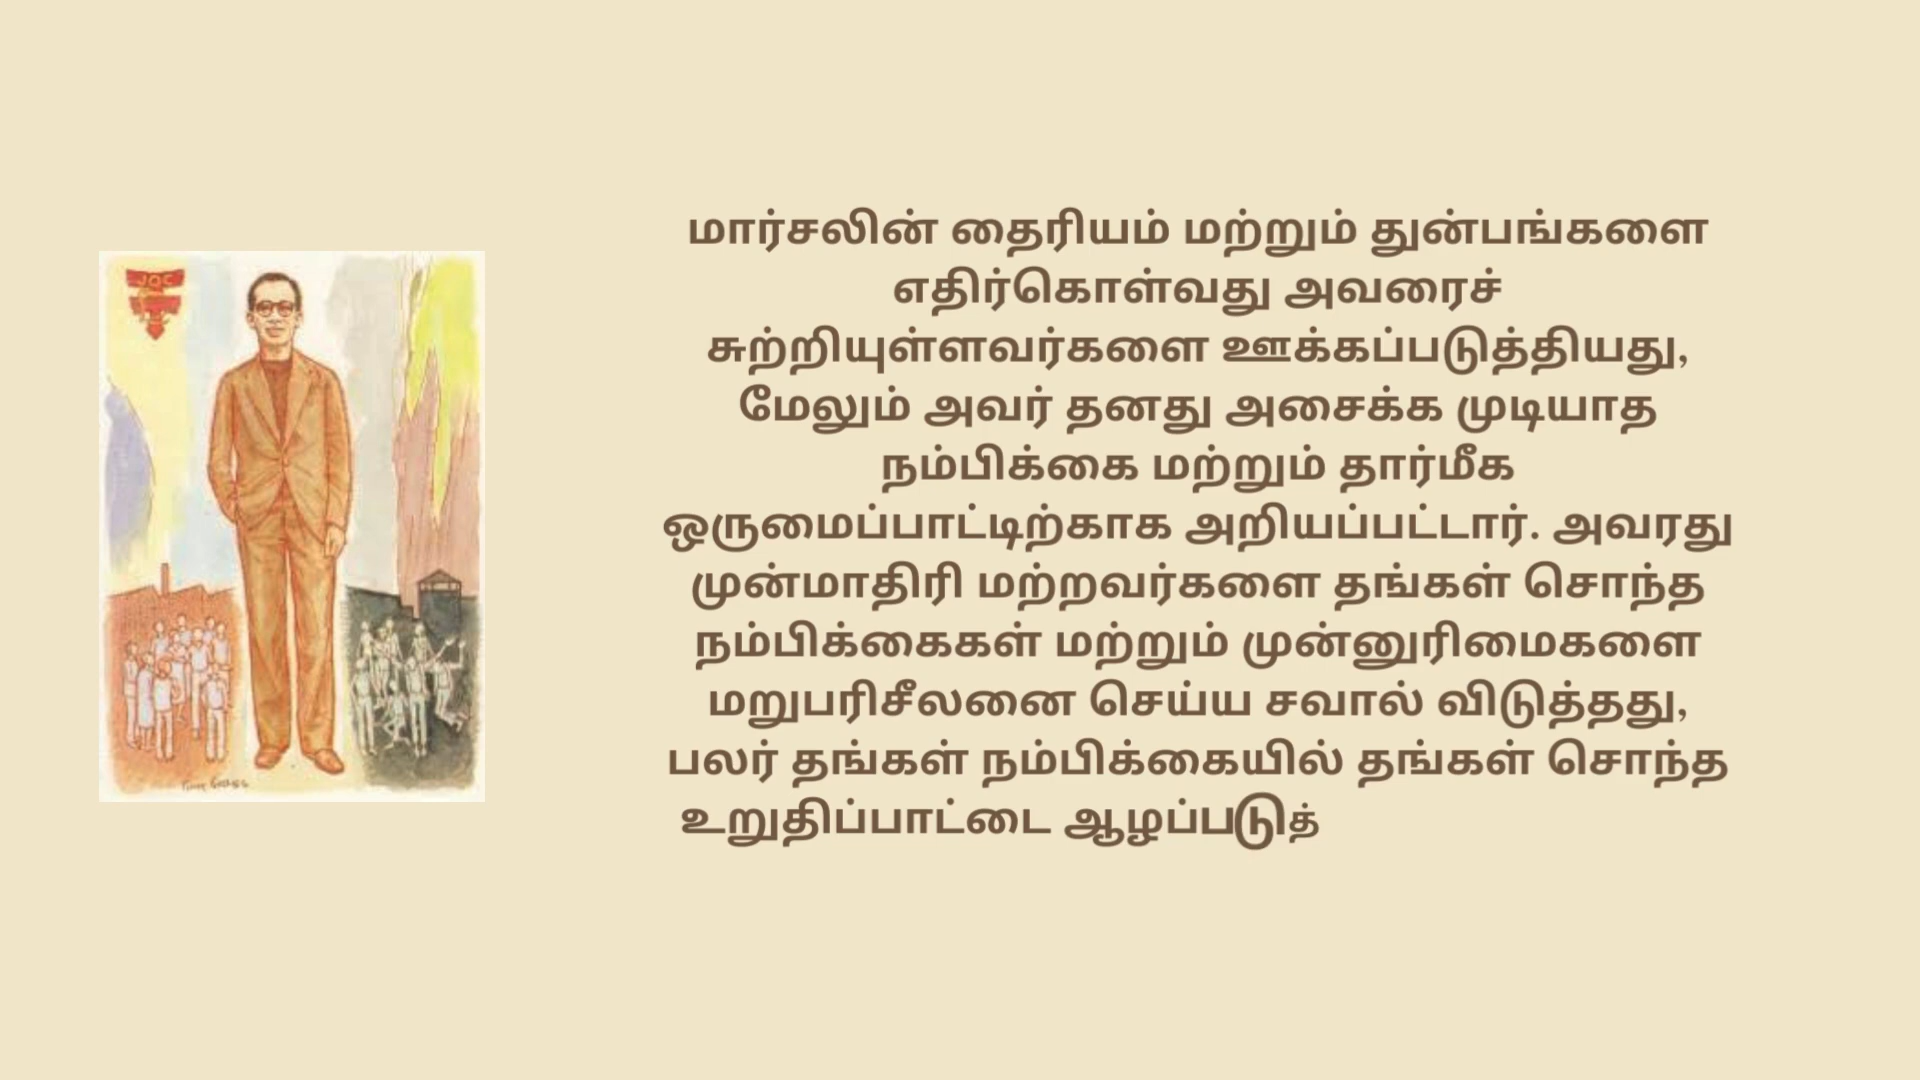 JOC
மார்சலின் தைரியம் மற்றும் துன்பங்களை
எதிர்கொள்வது அவரைச்
சுற்றியுள்ளவர்களை ஊக்கப்படுத்தியது,
மேலும் அவர் தனது அசைக்க முடியாத
நம்பிக்கை மற்றும் தார்மீக
ஒருமைப்பாட்டிற்காக அறியப்பட்டார். அவரது
முன்மாதிரி மற்றவர்களை தங்கள் சொந்த
நம்பிக்கைகள் மற்றும் முன்னுரிமைகளை
மறுபரிசீலனை செய்ய சவால் விடுத்தது,
பலர் தங்கள் நம்பிக்கையில் தங்கள் சொந்த
உறுதிப்பாட்டை ஆழப்படுத்